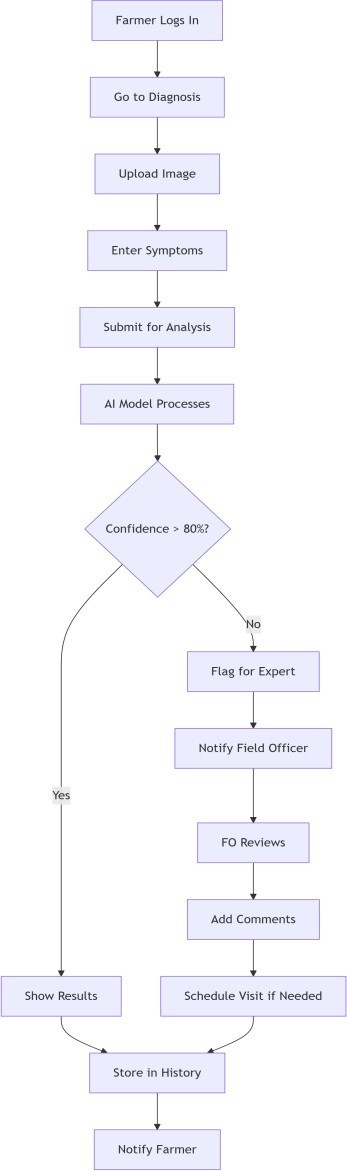 Farmer Logs In
Go to Diagnosis
Upload Image
Enter Symptoms
Submit for Analysis
AI Model Processes
Confidence > 80%?
No
Flag for Expert
Notify Field Officer
Yes
FO Reviews
Add Comments
Show Results
Schedule Visit if Needed
Store in History
Notify Farmer